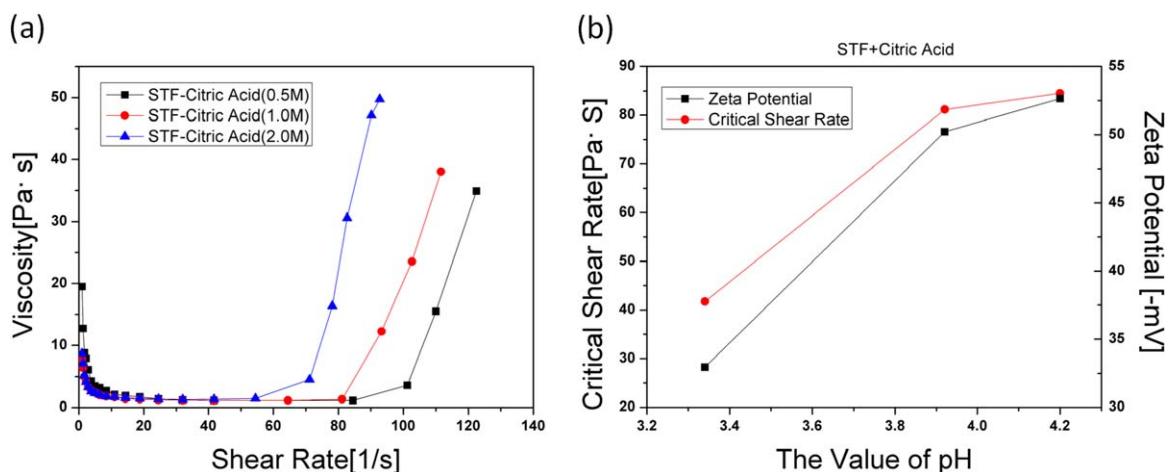 (a)
Viscosity[Pa· s]
50
40
30
20
10
0
STF-Citric Acid(0.5M)
STF-Citric Acid(1.0M)
STF-Citric Acid(2.0M)
0 20 40 60 80 100 120 140
Shear Rate[1/s]
(b)
STF+Citric Acid
Critical Shear Rate[Pa· S]
90
80
70
60
50
40
30
20
Zeta Potential
Critical Shear Rate
55
50
45
40
35
30
Zeta Potential [-mV]
3.2 3.4 3.6 3.8 4.0 4.2
The Value of pH